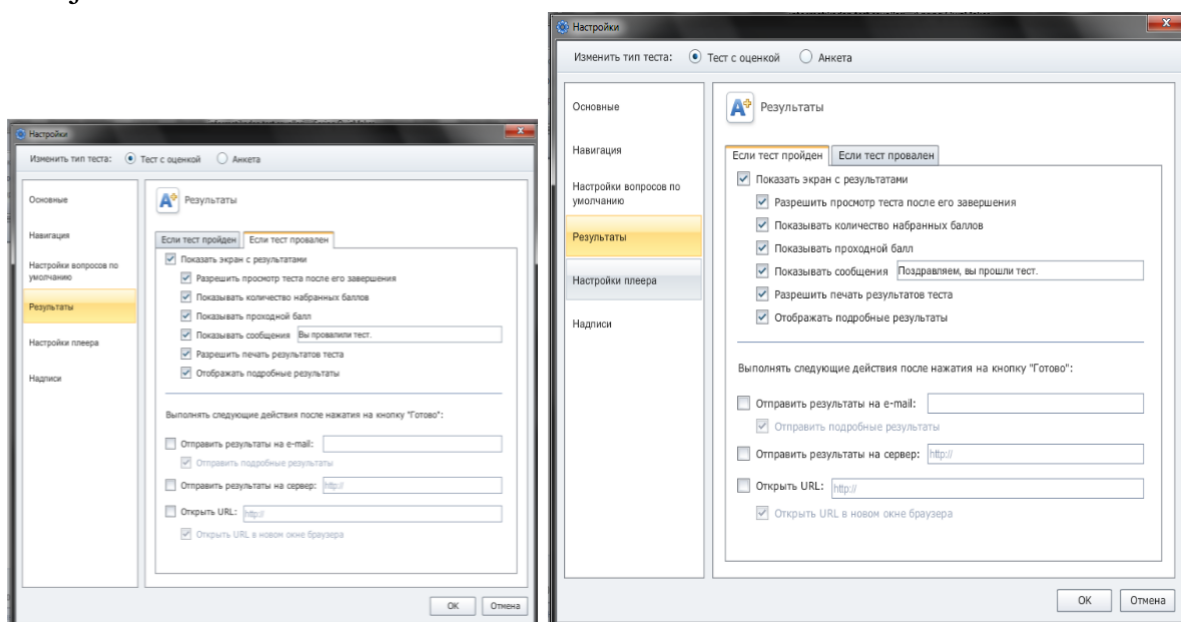 Настройки
Изменить тип теста: Тест с оценкой Анкета
Основные
Навигация
Настройки вопросов по
умолчанию
Результаты
Настройки плеера
Надписи
Результаты
Если тест пройден Если тест провален
Показать экран с результатами
Разрешить просмотр теста после его завершения
Показывать количество набранных баллов
Показывать проходной балл
Показывать сообщения Вы провалили тест.
Разрешить печать результатов теста
Отображать подробные результаты
Выполнять следующие действия после нажатия на кнопку "Готово":
Отправить результаты на e-mail:
Отправить подробные результаты
Отправить результаты на сервер: http://
Открыть URL: http://
Открыть URL в новом окне браузера
OK Отмена
Настройки
Изменить тип теста: Тест с оценкой Анкета
Основные
Навигация
Настройки вопросов по
умолчанию
Результаты
Настройки плеера
Надписи
Результаты
Если тест пройден Если тест провален
Показать экран с результатами
Разрешить просмотр теста после его завершения
Показывать количество набранных баллов
Показывать проходной балл
Показывать сообщения Поздравляем, вы прошли тест.
Разрешить печать результатов теста
Отображать подробные результаты
Выполнять следующие действия после нажатия на кнопку "Готово":
Отправить результаты на e-mail:
Отправить подробные результаты
Отправить результаты на сервер: http://
Открыть URL: http://
Открыть URL в новом окне браузера
OK Отмена